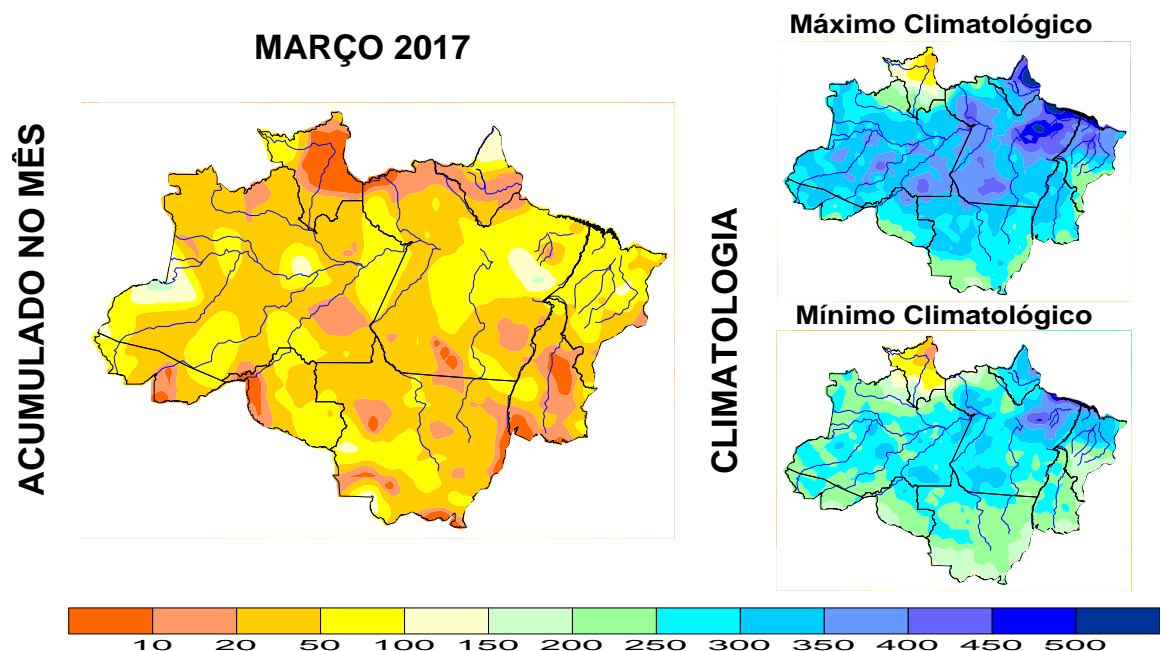 MARÇO 2017
ACUMULADO NO MÊS
Máximo Climatológico
CLIMATOLOGIA
Mínimo Climatológico
10 20 50 100 150 200 250 300 350 400 450 500